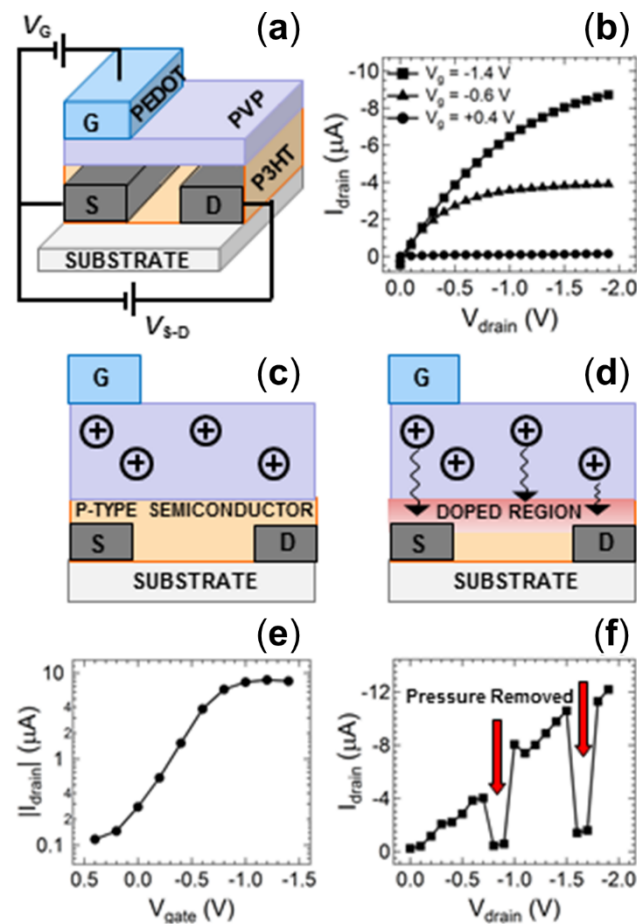 (a)
V_G
G
PEDOT
PVP
P3HT
S
D
SUBSTRATE
V_S-D
(b)
V_g = -1.4 V
V_g = -0.6 V
V_g = +0.4 V
-10
-8
-6
-4
-2
0
I_drain (µA)
0.0 -0.5 -1.0 -1.5 -2.0
V_drain (V)
(c)
G
+ + + +
P-TYPE SEMICONDUCTOR
S D
SUBSTRATE
(d)
G
+ + + +
DOPED REGION
S D
SUBSTRATE
(e)
10
4
2
1
4
2
0.1
|I_drain| (µA)
0.5 0.0 -0.5 -1.0 -1.5
V_gate (V)
(f)
Pressure Removed
-12
-8
-4
0
I_drain (µA)
0.0 -0.5 -1.0 -1.5 -2.0
V_drain (V)